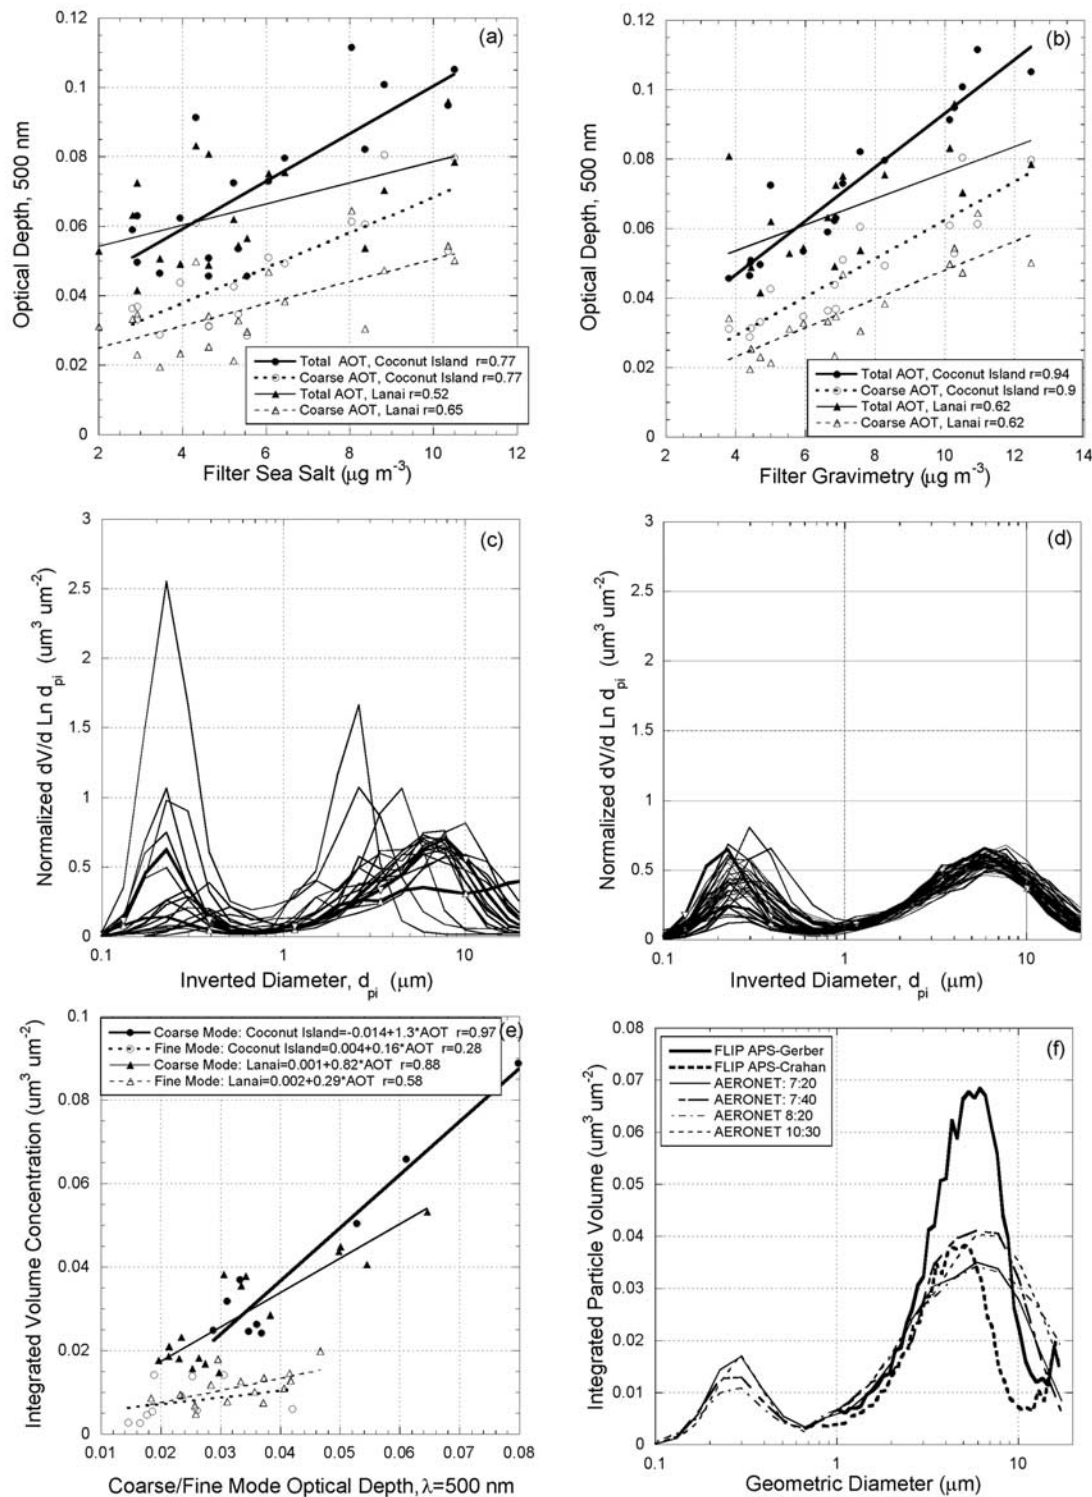 (a)
0.12
0.1
0.08
0.06
0.04
0.02
0
Optical Depth, 500 nm
Total AOT, Coconut Island r=0.77
Coarse AOT, Coconut Island r=0.77
Total AOT, Lanai r=0.52
Coarse AOT, Lanai r=0.65
2 4 6 8 10 12
Filter Sea Salt (μg m-3)
(b)
0.12
0.1
0.08
0.06
0.04
0.02
0
Optical Depth, 500 nm
Total AOT, Coconut Island r=0.94
Coarse AOT, Coconut Island r=0.9
Total AOT, Lanai r=0.62
Coarse AOT, Lanai r=0.62
2 4 6 8 10 12 14
Filter Gravimetry (μg m-3)
(c)
3
2.5
2
1.5
1
0.5
0
Normalized dV/d Ln dpi (um3 um-2)
0.1 1 10
Inverted Diameter, dpi (μm)
(d)
3
2.5
2
1.5
1
0.5
0
Normalized dV/d Ln dpi (um3 um-2)
0.1 1 10
Inverted Diameter, dpi (μm)
(e)
0.1
0.08
0.06
0.04
0.02
0
Integrated Volume Concentration (um3 um-2)
Coarse Mode: Coconut Island=-0.014+1.3*AOT r=0.97
Fine Mode: Coconut Island=0.004+0.16*AOT r=0.28
Coarse Mode: Lanai=0.001+0.82*AOT r=0.88
Fine Mode: Lanai=0.002+0.29*AOT r=0.58
0.01 0.02 0.03 0.04 0.05 0.06 0.07 0.08
Coarse/Fine Mode Optical Depth, λ=500 nm
(f)
0.08
0.07
0.06
0.05
0.04
0.03
0.02
0.01
0
Integrated Particle Volume (um3 um-2)
FLIP APS-Gerber
FLIP APS-Crahan
AERONET: 7:20
AERONET: 7:40
AERONET 8:20
AERONET 10:30
0.1 1 10
Geometric Diameter (μm)